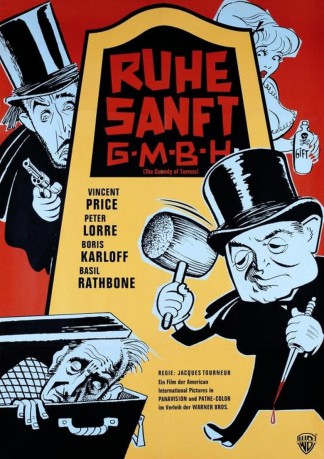 RUHE
SANFT
G·M·B·H
(The Comedy of Terrors)
GIFT
VINCENT
PRICE
PETER
LORRE
BORIS
KARLOFF
BASIL
RATHBONE
REGIE: JACQUES TOURNEUR
Ein Film der American
International Pictures in
PANAVISION und PATHE-COLOR
im Verleih der WARNER BROS.